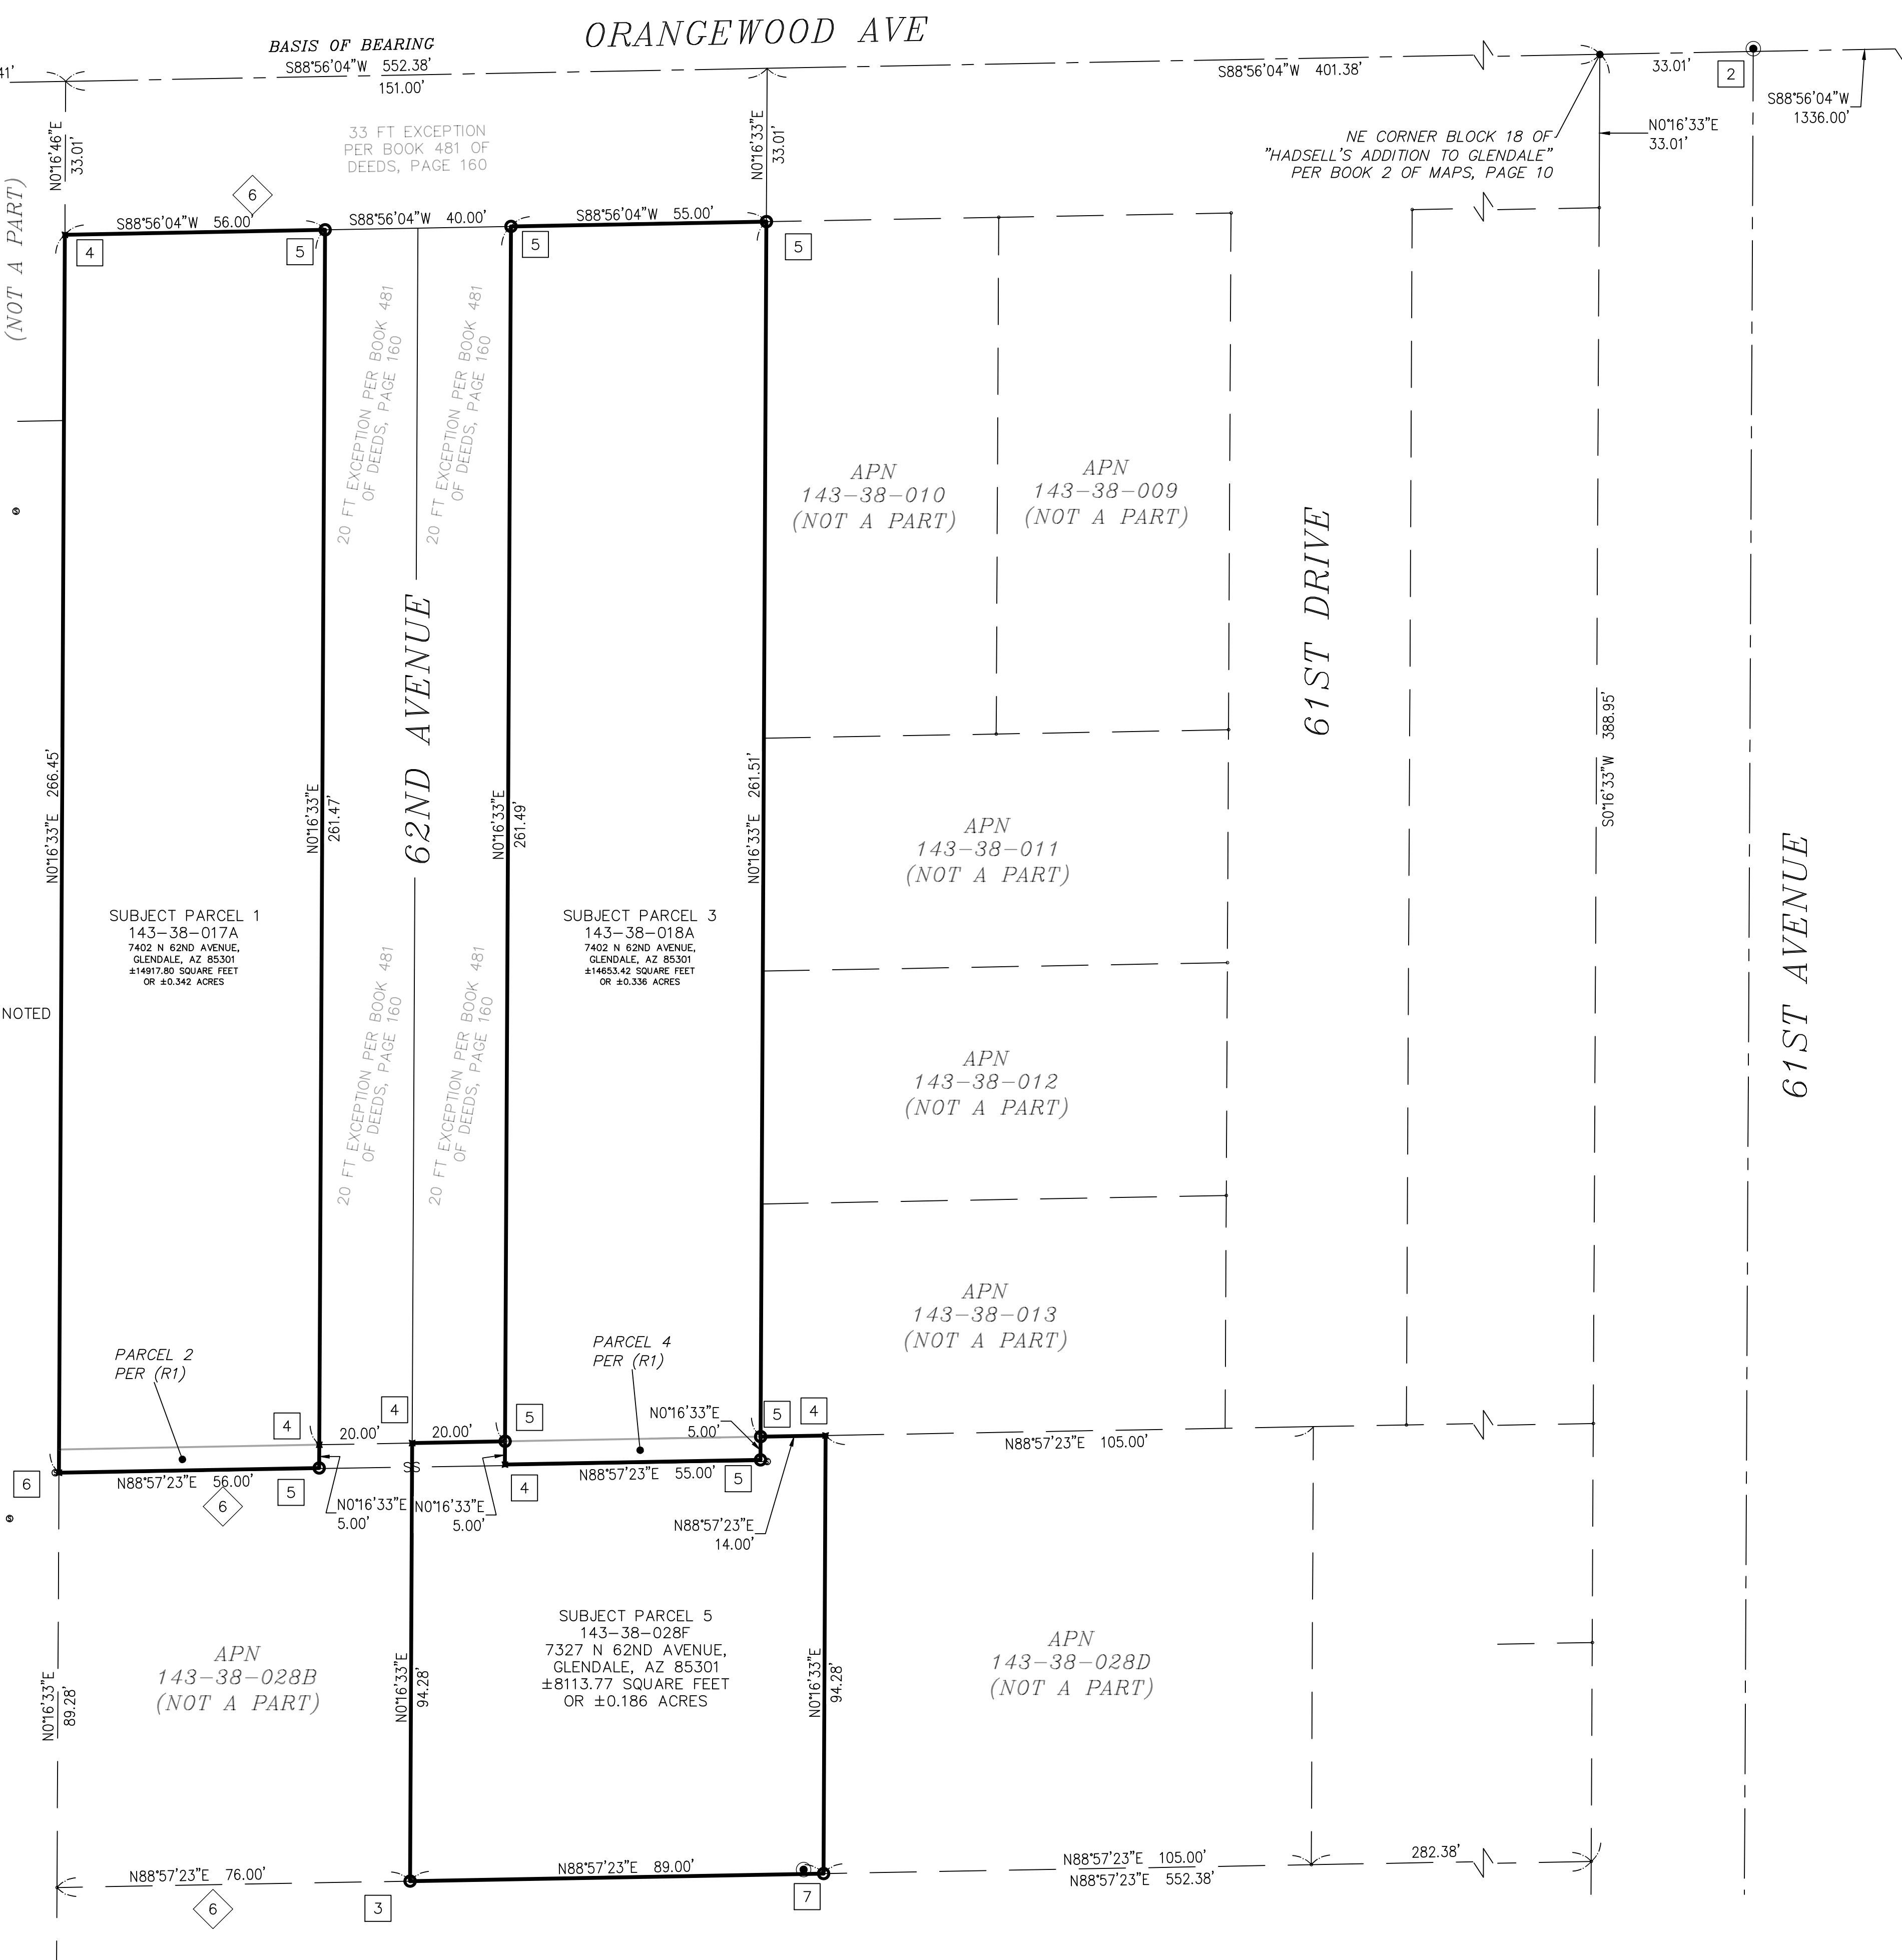 ORANGEWOOD AVE
BASIS OF BEARING
S88°56'04"W 552.38'
151.00'
S88°56'04"W 401.38'
33.01'
2
S88°56'04"W
1336.00'
41'
N0°16'46"E
33.01'
33 FT EXCEPTION
PER BOOK 481 OF
DEEDS, PAGE 160
N0°16'33"E
33.01'
NE CORNER BLOCK 18 OF
"HADSELL'S ADDITION TO GLENDALE"
PER BOOK 2 OF MAPS, PAGE 10
N0°16'33"E
33.01'
(NOT A PART)
6
S88°56'04"W 56.00'
S88°56'04"W 40.00'
S88°56'04"W 55.00'
4
5
5
5
20 FT EXCEPTION PER BOOK 481
OF DEEDS, PAGE 160
20 FT EXCEPTION PER BOOK 481
OF DEEDS, PAGE 160
APN
143-38-010
(NOT A PART)
APN
143-38-009
(NOT A PART)
61ST DRIVE
62ND AVENUE
N0°16'33"E 266.45'
N0°16'33"E
261.47'
N0°16'33"E
261.49'
N0°16'33"E 261.51'
S0°16'33"W 388.95'
61ST AVENUE
APN
143-38-011
(NOT A PART)
SUBJECT PARCEL 1
143-38-017A
7402 N 62ND AVENUE,
GLENDALE, AZ 85301
±14917.80 SQUARE FEET
OR ±0.342 ACRES
SUBJECT PARCEL 3
143-38-018A
7402 N 62ND AVENUE,
GLENDALE, AZ 85301
±14653.42 SQUARE FEET
OR ±0.336 ACRES
NOTED
20 FT EXCEPTION PER BOOK 481
OF DEEDS, PAGE 160
20 FT EXCEPTION PER BOOK 481
OF DEEDS, PAGE 160
APN
143-38-012
(NOT A PART)
APN
143-38-013
(NOT A PART)
PARCEL 2
PER (R1)
PARCEL 4
PER (R1)
4
4
20.00'
20.00'
5
N0°16'33"E
5.00'
5
4
N88°57'23"E 105.00'
6
N88°57'23"E 56.00'
6
5
SS
4
N88°57'23"E 55.00'
5
N0°16'33"E
5.00'
N0°16'33"E
5.00'
N88°57'23"E
14.00'
SUBJECT PARCEL 5
143-38-028F
7327 N 62ND AVENUE,
GLENDALE, AZ 85301
±8113.77 SQUARE FEET
OR ±0.186 ACRES
APN
143-38-028B
(NOT A PART)
APN
143-38-028D
(NOT A PART)
N0°16'33"E
89.28'
N0°16'33"E
94.28'
N0°16'33"E
94.28'
N88°57'23"E 76.00'
6
3
N88°57'23"E 89.00'
7
N88°57'23"E 105.00'
N88°57'23"E 552.38'
282.38'